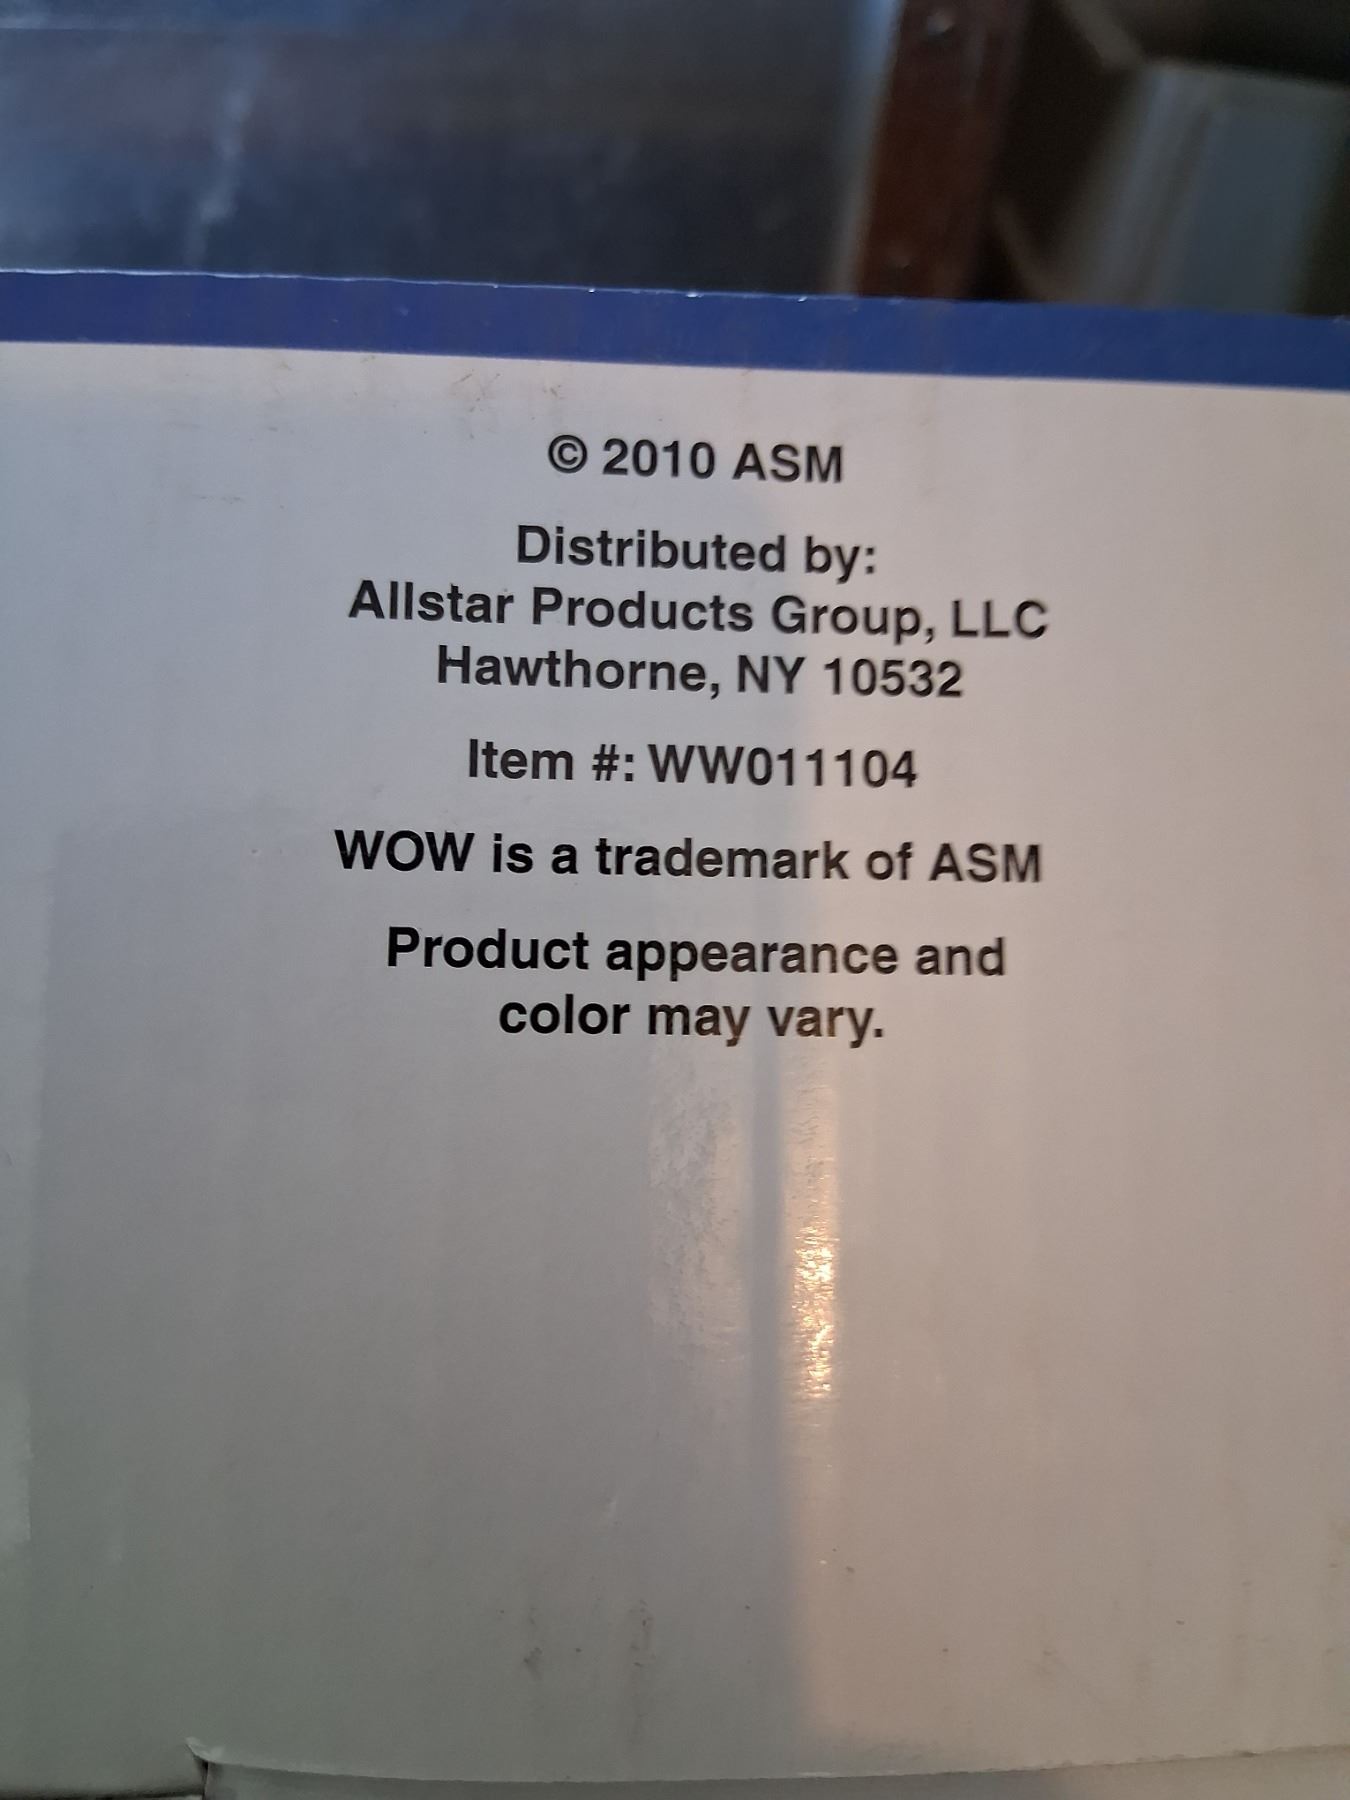 © 2010 ASM
Distributed by:
Allstar Products Group, LLC
Hawthorne, NY 10532
Item #: WW011104
WOW is a trademark of ASM
Product appearance and
color may vary.